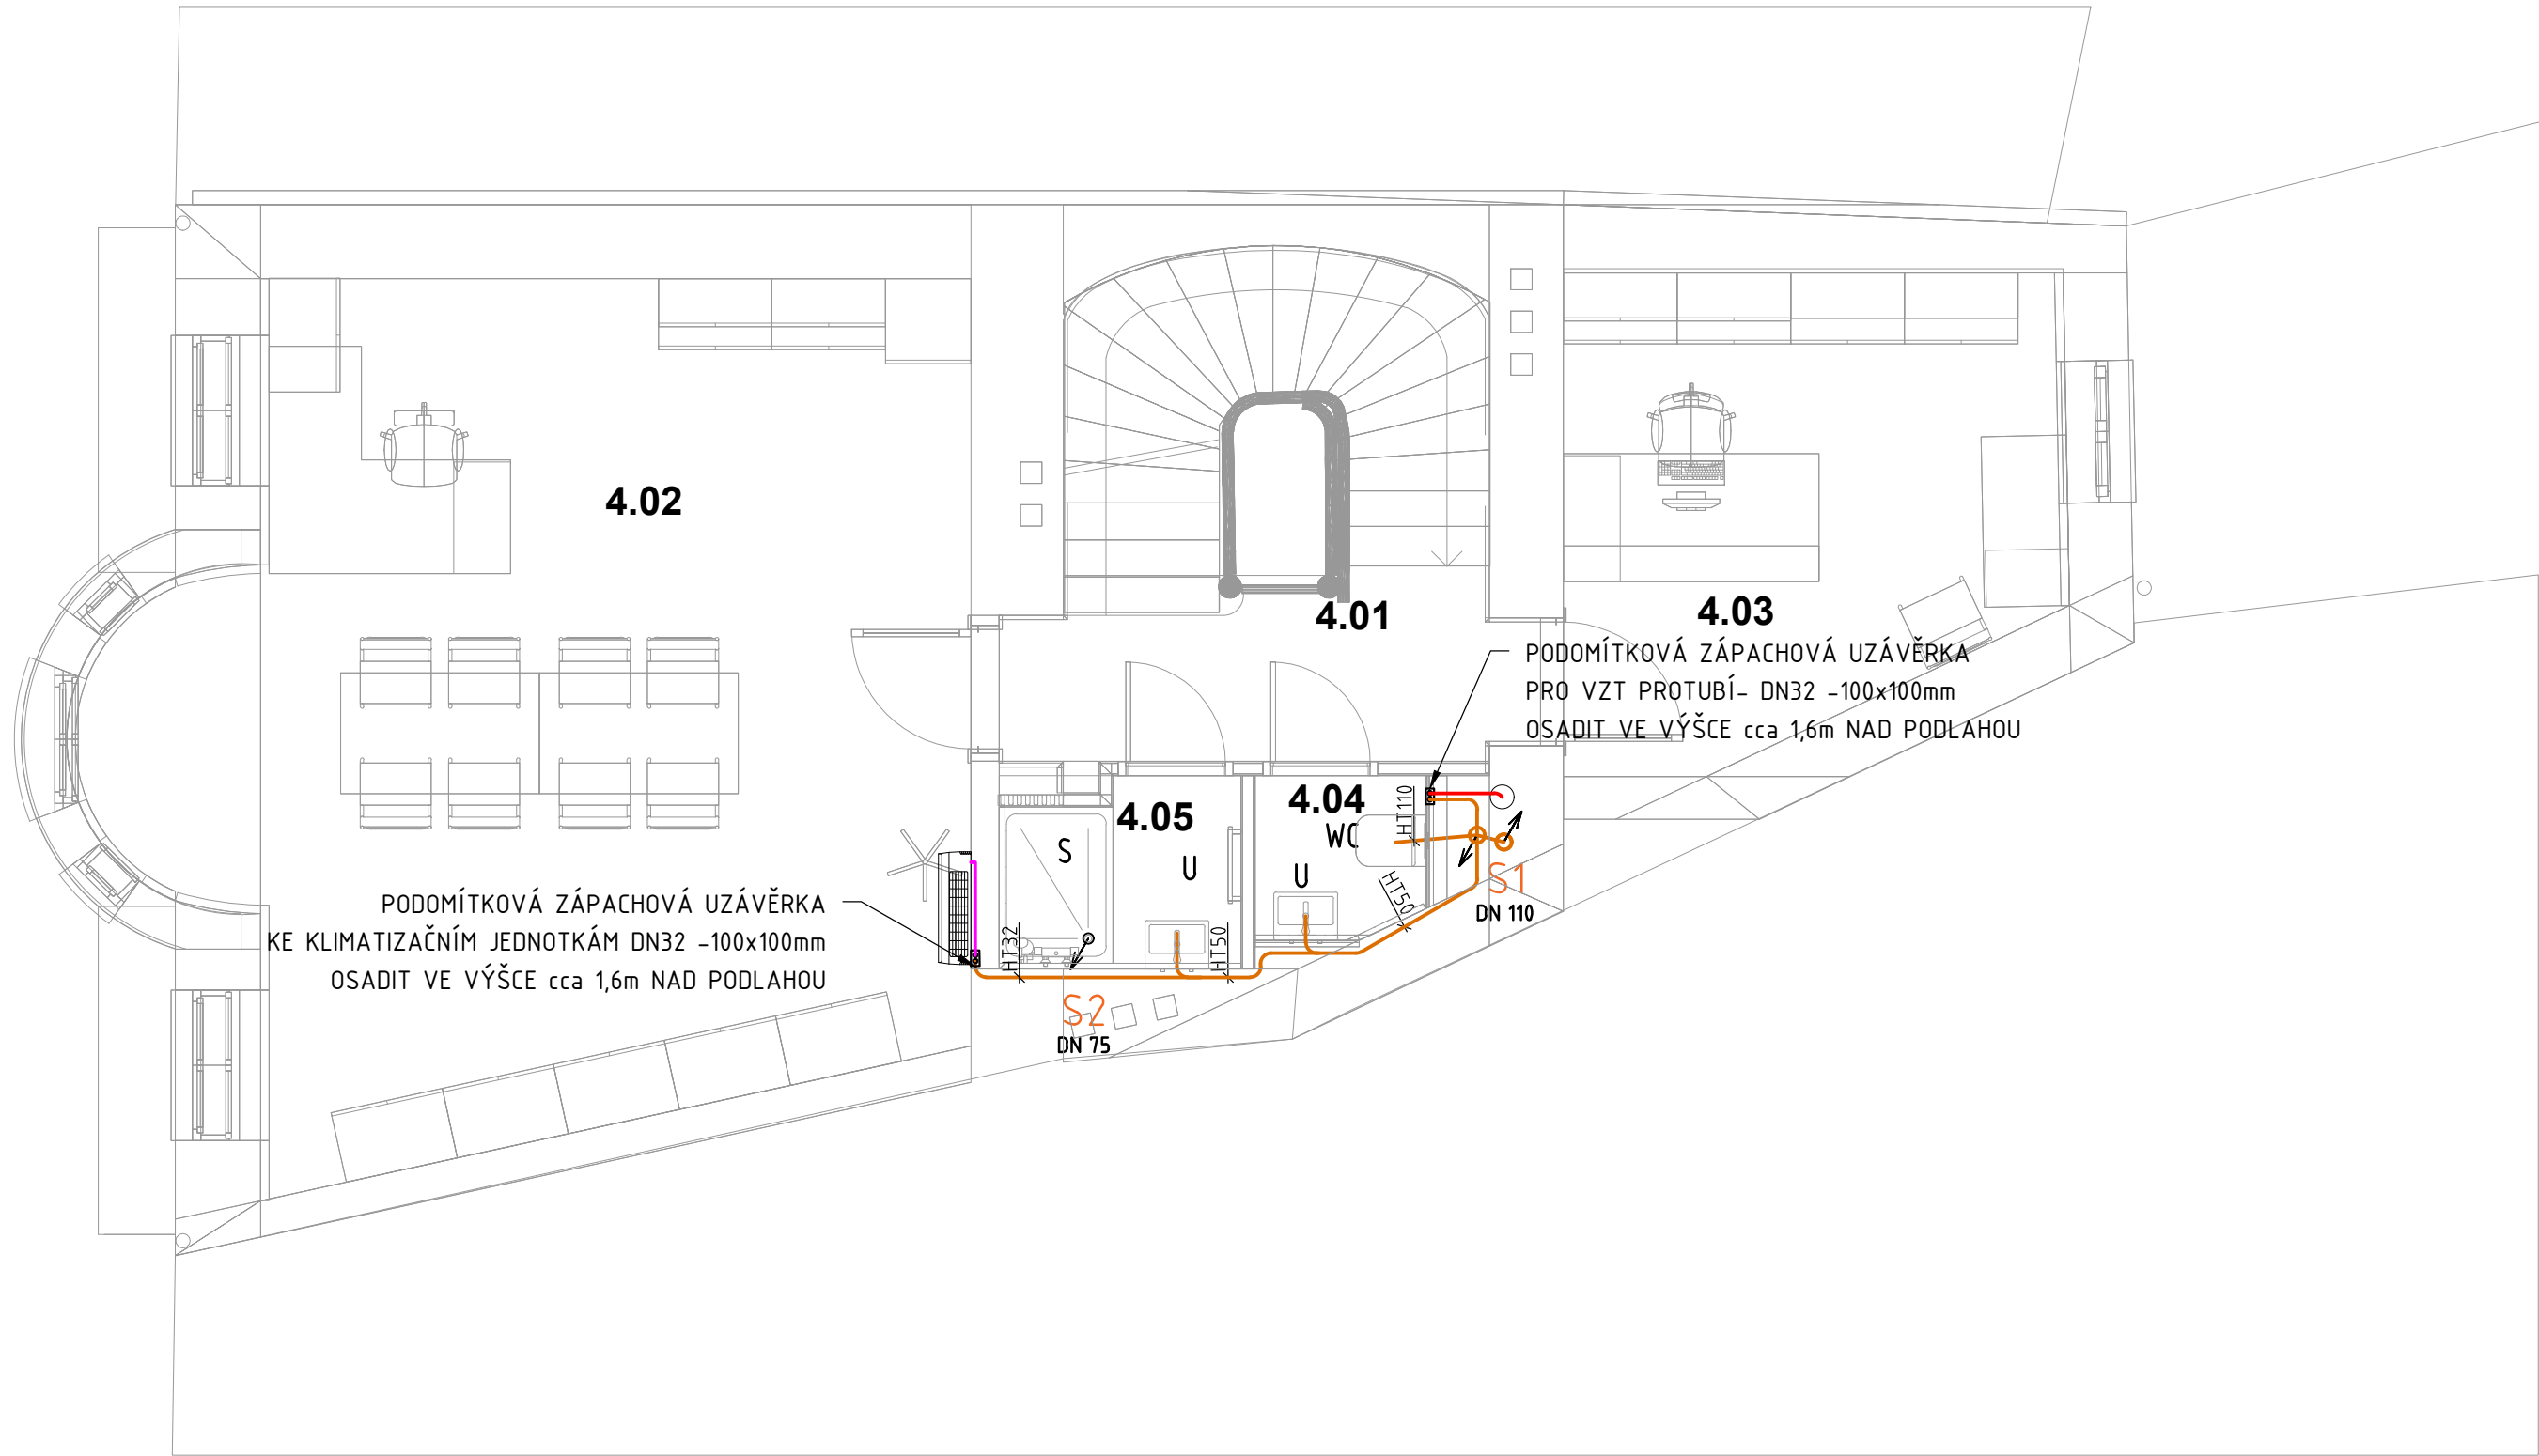 4.02
4.01
4.03
PODOMÍTKOVÁ ZÁPACHOVÁ UZÁVĚRKA
PRO VZT PROTUBÍ- DN32 -100x100mm
OSADIT VE VÝŠCE cca 1,6m NAD PODLAHOU
4.05
4.04
WC
HT110
S
U
U
HT50
S1
DN 110
PODOMÍTKOVÁ ZÁPACHOVÁ UZÁVĚRKA
KE KLIMATIZAČNÍM JEDNOTKÁM DN32 -100x100mm
OSADIT VE VÝŠCE cca 1,6m NAD PODLAHOU
HT32
HT50
S2
DN 75